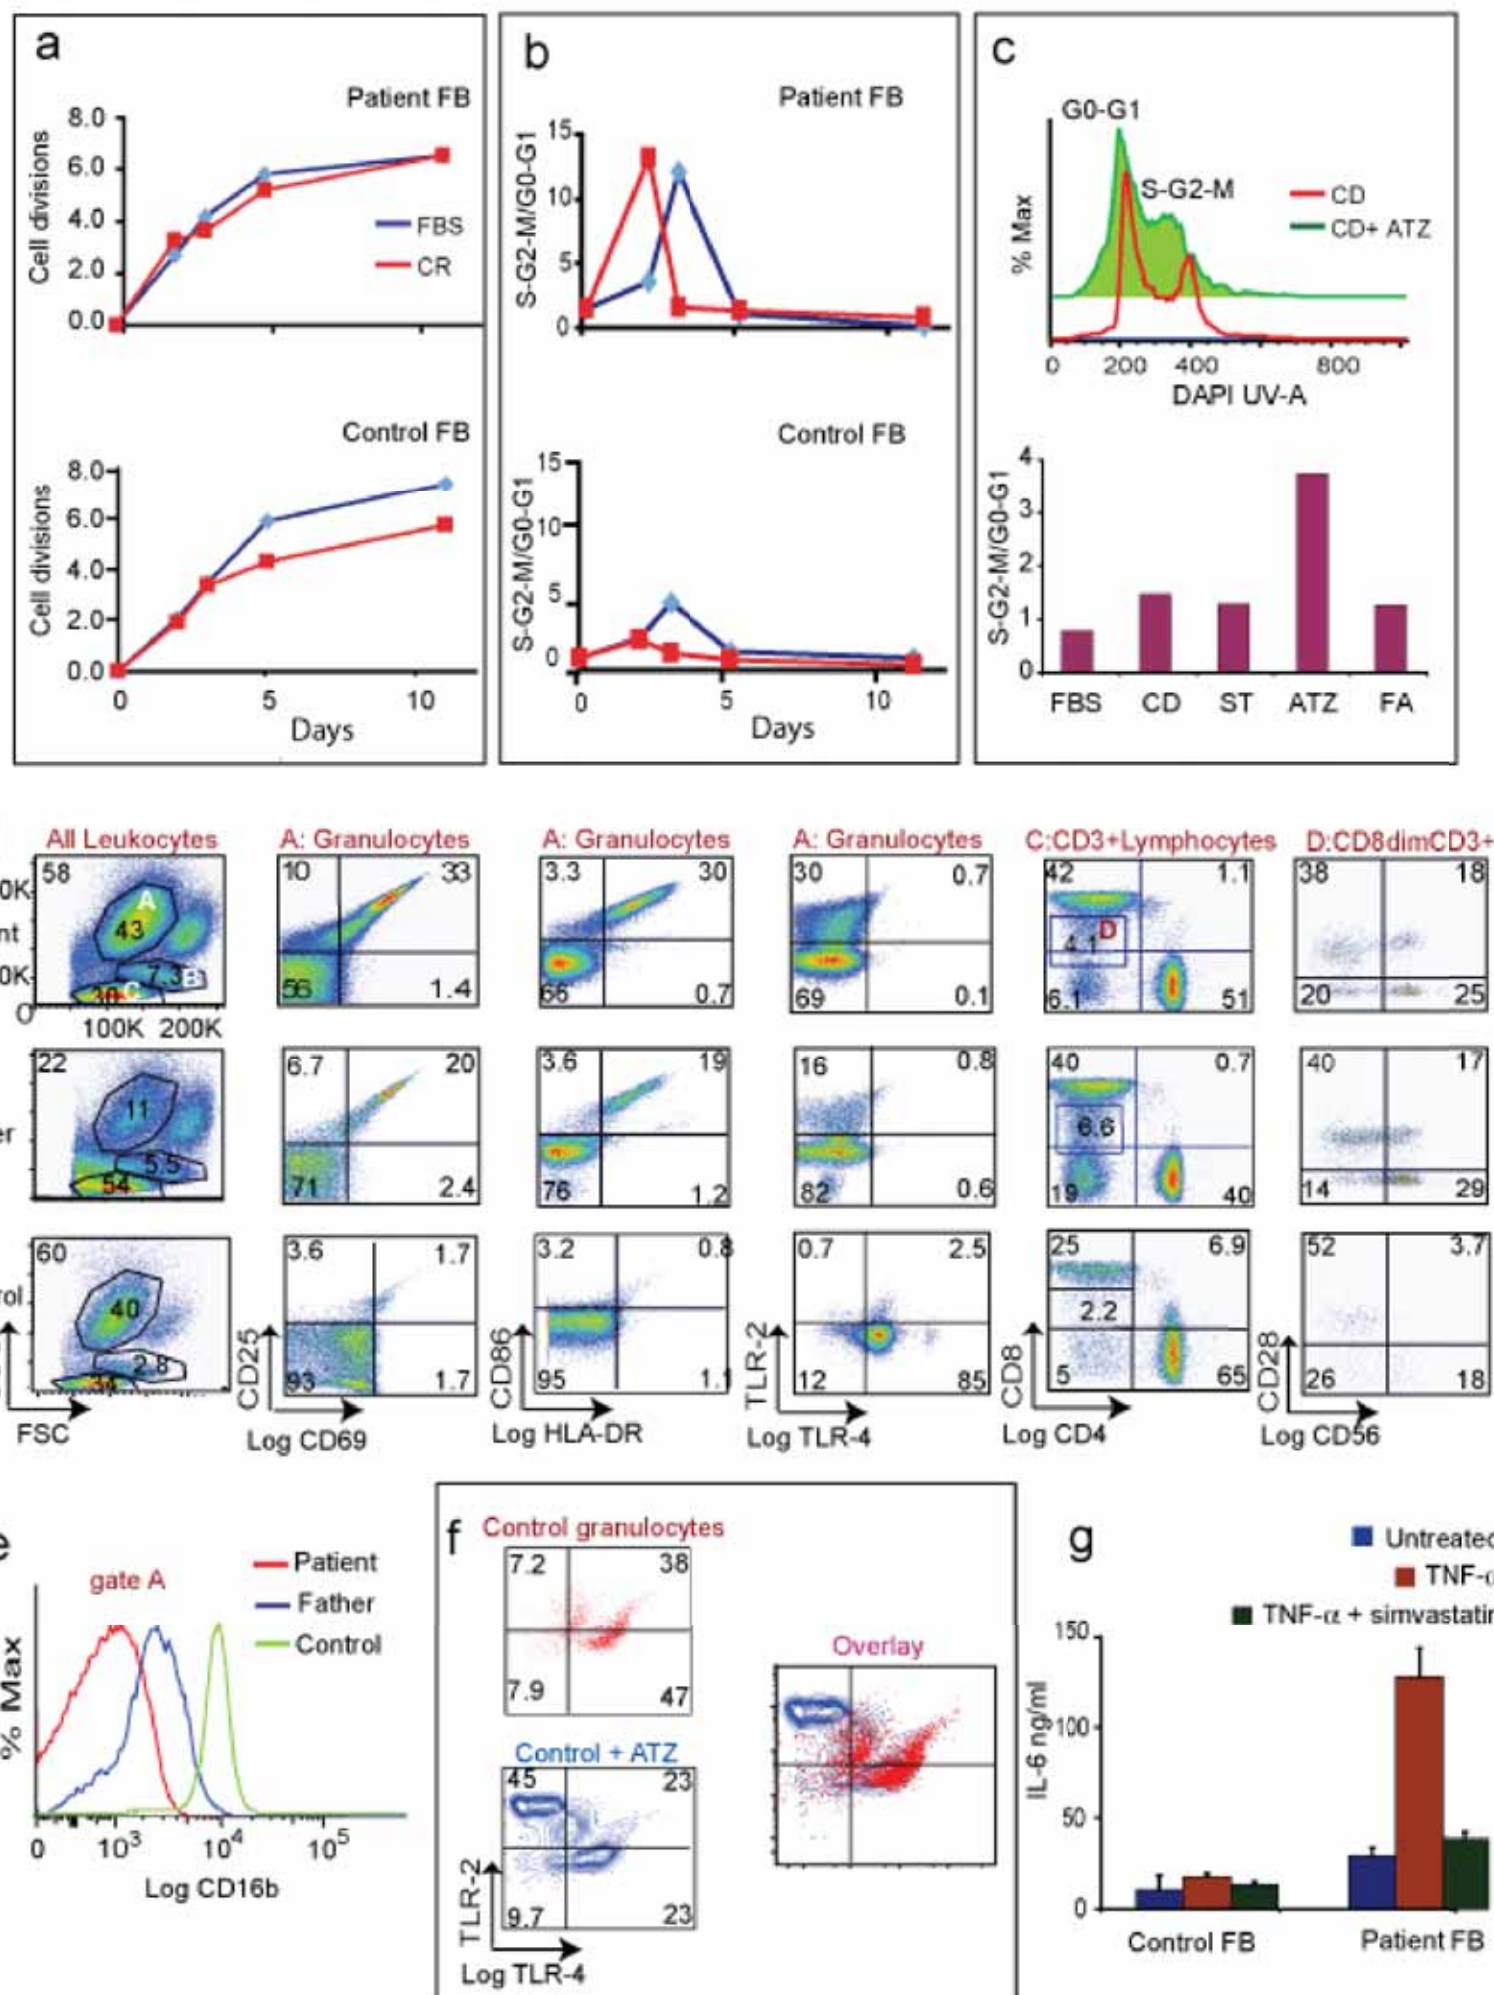 a
Patient FB
Cell divisions
8.0
6.0
4.0
2.0
0.0
FBS
CR
Control FB
Cell divisions
8.0
6.0
4.0
2.0
0.0
0 5 10
Days
b
Patient FB
S-G2-M/G0-G1
15
10
5
0
Control FB
S-G2-M/G0-G1
15
10
5
0
0 5 10
Days
c
G0-G1
S-G2-M
CD
CD+ ATZ
% Max
0 200 400 800
DAPI UV-A
S-G2-M/G0-G1
4
3
2
1
0
FBS CD ST ATZ FA
All Leukocytes A: Granulocytes A: Granulocytes A: Granulocytes C:CD3+Lymphocytes D:CD8dimCD3+
58 A 43 7.3 B C
10 33 56 1.4
3.3 30 66 0.7
30 0.7 69 0.1
42 1.1 D 4.1 6.1 51
38 18 20 25
0 100K 200K
22 11 5.5 54
6.7 20 71 2.4
3.6 19 76 1.2
16 0.8 82 0.6
40 0.7 6.6 19 40
40 17 14 29
60 40 2.8 34
3.6 1.7 93 1.7
3.2 0.8 95 1.1
0.7 2.5 12 85
25 6.9 2.2 5 65
52 3.7 26 18
CD25
CD86
TLR-2
CD8
CD28
FSC
Log CD69
Log HLA-DR
Log TLR-4
Log CD4
Log CD56
e
gate A
Patient
Father
Control
% Max
0 10³ 10⁴ 10⁵
Log CD16b
f
Control granulocytes
7.2 38
7.9 47
Control + ATZ
45 23
9.7 23
TLR-2
Log TLR-4
Overlay
g
Untreated
TNF-α
TNF-α + simvastatin
IL-6 ng/ml
150
100
50
0
Control FB Patient FB